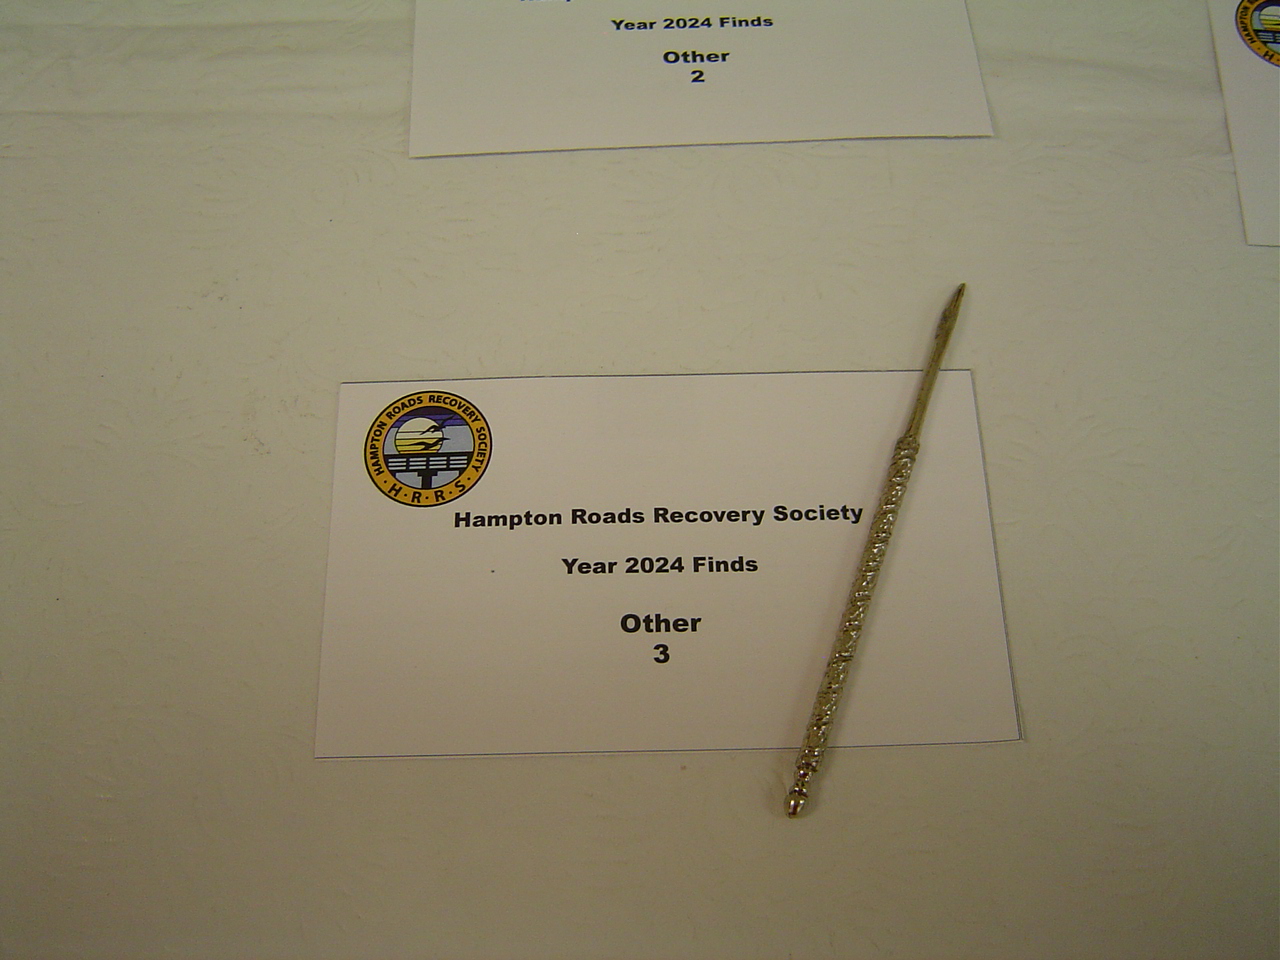 Year 2024 Finds
Other
2
HAMPTON ROADS RECOVERY SOCIETY
H·R·R·S·
Hampton Roads Recovery Society
Year 2024 Finds
Other
3